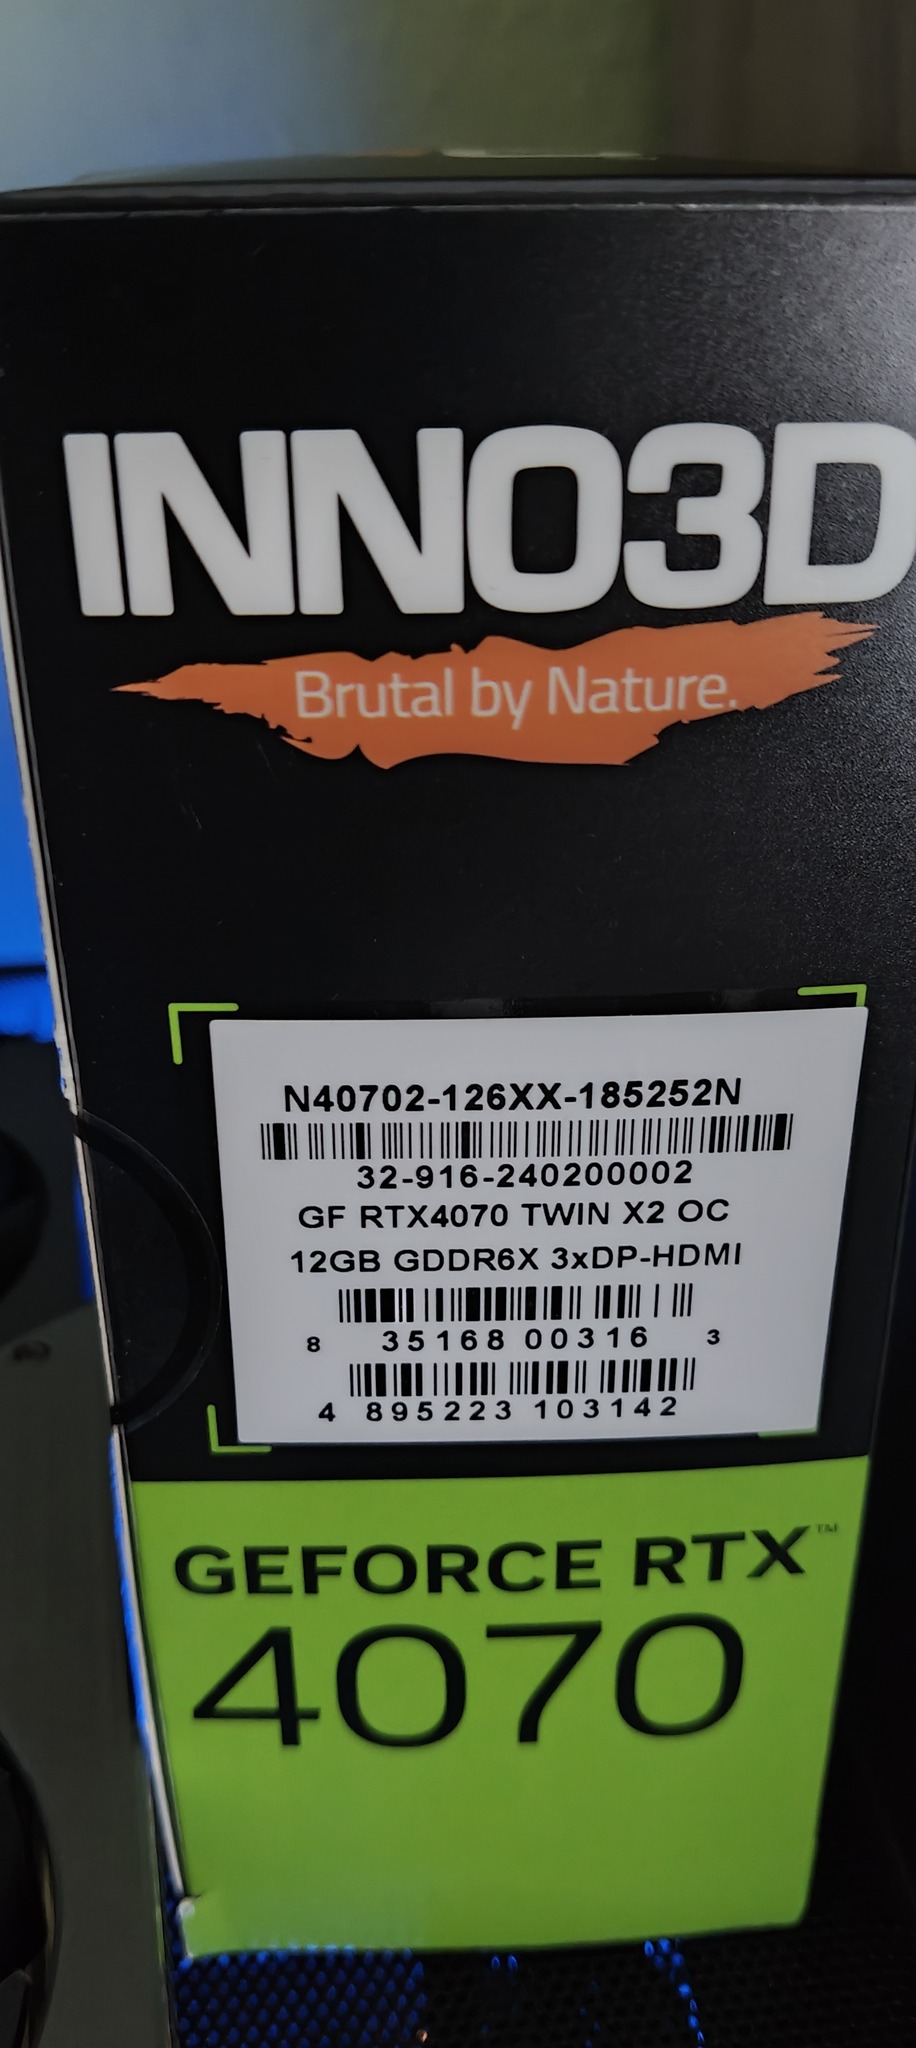 INNO3D
Brutal by Nature.
N40702-126XX-185252N
32-916-240200002
GF RTX4070 TWIN X2 OC
12GB GDDR6X 3xDP-HDMI
8 35168 00316 3
4 895223 103142
GEFORCE RTX™
4070